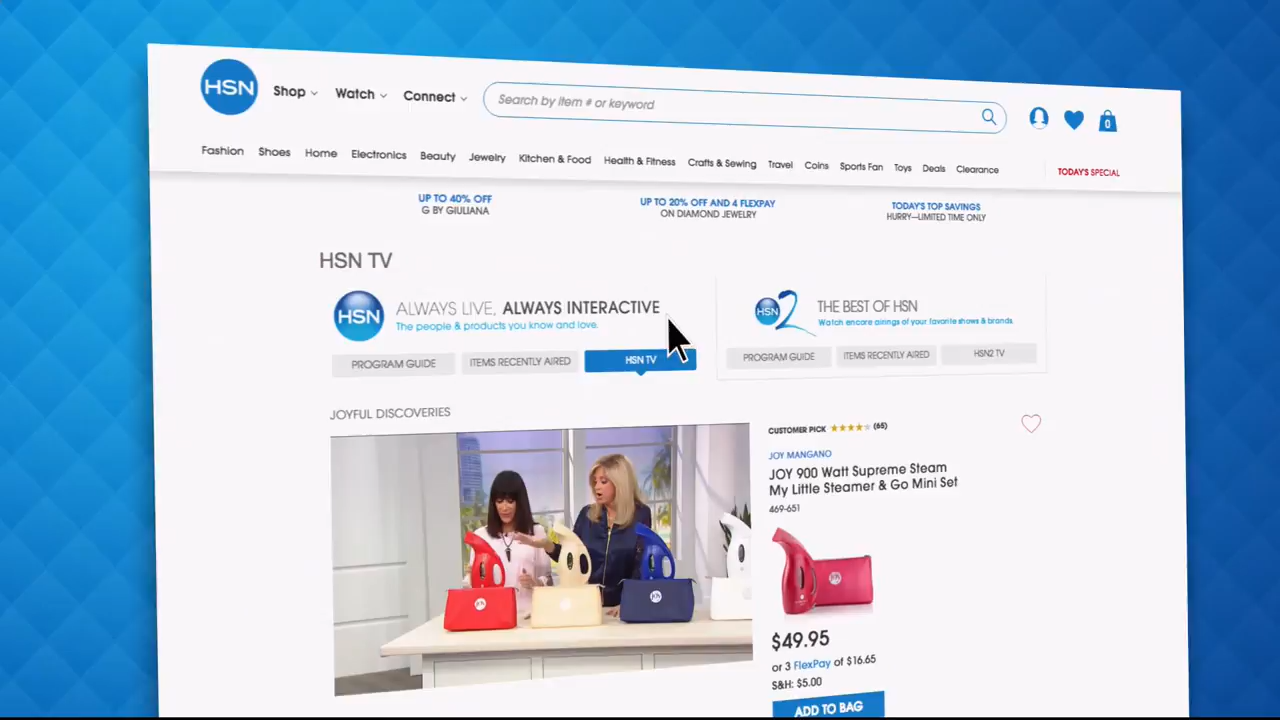 HSN Shop Watch Connect Search by item # or keyword 0
Fashion Shoes Home Electronics Beauty Jewelry Kitchen & Food Health & Fitness Crafts & Sewing Travel Coins Sports Fan Toys Deals Clearance TODAY'S SPECIAL
UP TO 40% OFF
G BY GIULIANA
UP TO 20% OFF AND 4 FLEXPAY
ON DIAMOND JEWELRY
TODAY'S TOP SAVINGS
HURRY—LIMITED TIME ONLY
HSN TV
HSN
ALWAYS LIVE, ALWAYS INTERACTIVE
The people & products you know and love.
PROGRAM GUIDE ITEMS RECENTLY AIRED HSN TV
HSN 2
THE BEST OF HSN
Watch encore airings of your favorite shows & brands.
PROGRAM GUIDE ITEMS RECENTLY AIRED HSN2 TV
JOYFUL DISCOVERIES
JOY JOY
CUSTOMER PICK (65)
JOY MANGANO
JOY 900 Watt Supreme Steam
My Little Steamer & Go Mini Set
469-651
JOY
$49.95
or 3 FlexPay of $16.65
S&H: $5.00
ADD TO BAG